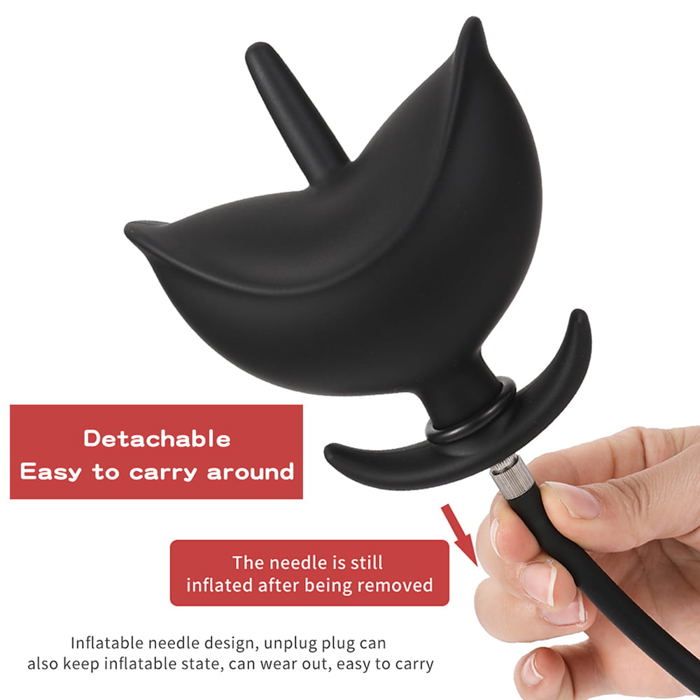 Detachable
Easy to carry around
The needle is still
inflated after being removed
Inflatable needle design, unplug plug can
also keep inflatable state, can wear out, easy to carry